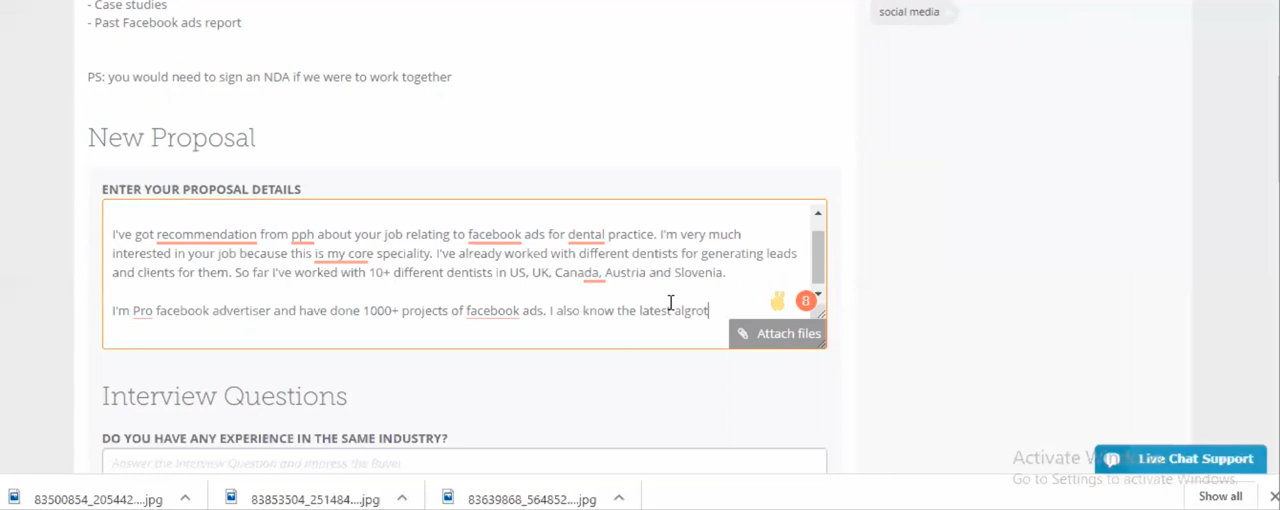 - Case studies
- Past Facebook ads report
social media
PS: you would need to sign an NDA if we were to work together
New Proposal
ENTER YOUR PROPOSAL DETAILS
I've got recommendation from pph about your job relating to facebook ads for dental practice. I'm very much
interested in your job because this is my core speciality. I've already worked with different dentists for generating leads
and clients for them. So far I've worked with 10+ different dentists in US, UK, Canada, Austria and Slovenia.
8
I'm Pro facebook advertiser and have done 1000+ projects of facebook ads. I also know the latest algrot
Attach files
Interview Questions
DO YOU HAVE ANY EXPERIENCE IN THE SAME INDUSTRY?
Answer the Interview Question and impress the Buyer
Activate
Live Chat Support
Go to Settings to activate Windows.
83500854_205442....jpg
83853504_251484....jpg
83639868_564852....jpg
Show all